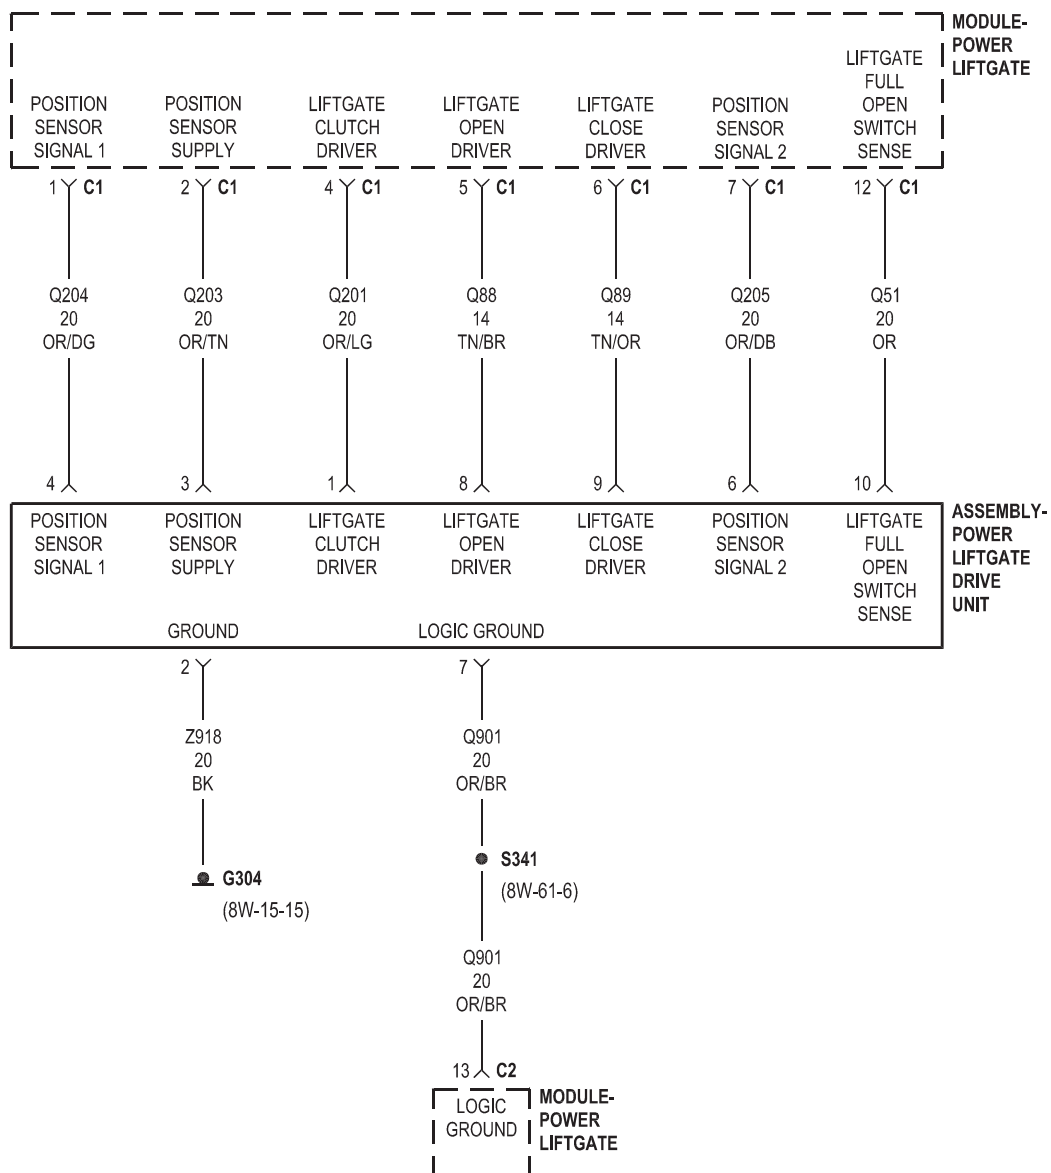 MODULE-
POWER
LIFTGATE
POSITION
SENSOR
SIGNAL 1
POSITION
SENSOR
SUPPLY
LIFTGATE
CLUTCH
DRIVER
LIFTGATE
OPEN
DRIVER
LIFTGATE
CLOSE
DRIVER
POSITION
SENSOR
SIGNAL 2
LIFTGATE
FULL
OPEN
SWITCH
SENSE
1 C1
2 C1
4 C1
5 C1
6 C1
7 C1
12 C1
Q204
20
OR/DG
Q203
20
OR/TN
Q201
20
OR/LG
Q88
14
TN/BR
Q89
14
TN/OR
Q205
20
OR/DB
Q51
20
OR
4
3
1
8
9
6
10
ASSEMBLY-
POWER
LIFTGATE
DRIVE
UNIT
POSITION
SENSOR
SIGNAL 1
POSITION
SENSOR
SUPPLY
LIFTGATE
CLUTCH
DRIVER
LIFTGATE
OPEN
DRIVER
LIFTGATE
CLOSE
DRIVER
POSITION
SENSOR
SIGNAL 2
LIFTGATE
FULL
OPEN
SWITCH
SENSE
GROUND
LOGIC GROUND
2
7
Z918
20
BK
Q901
20
OR/BR
G304
(8W-15-15)
S341
(8W-61-6)
Q901
20
OR/BR
13 C2
LOGIC
GROUND
MODULE-
POWER
LIFTGATE